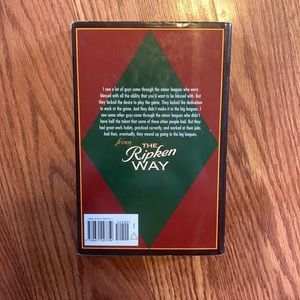 I saw a lot of guys come through the minor leagues who were
blessed with all the ability that you'd want to be blessed with. But
they lacked the desire to play the game. They lacked the dedication
to work at the game. And they didn't make it to the big leagues. I
saw some other guys come through the minor leagues who didn't
have half the talent that some of these other people had. But they
had great work habits, practiced correctly, and worked at their jobs.
And then, eventually, they wound up going to the big leagues.
from
THE
Ripken
WAY